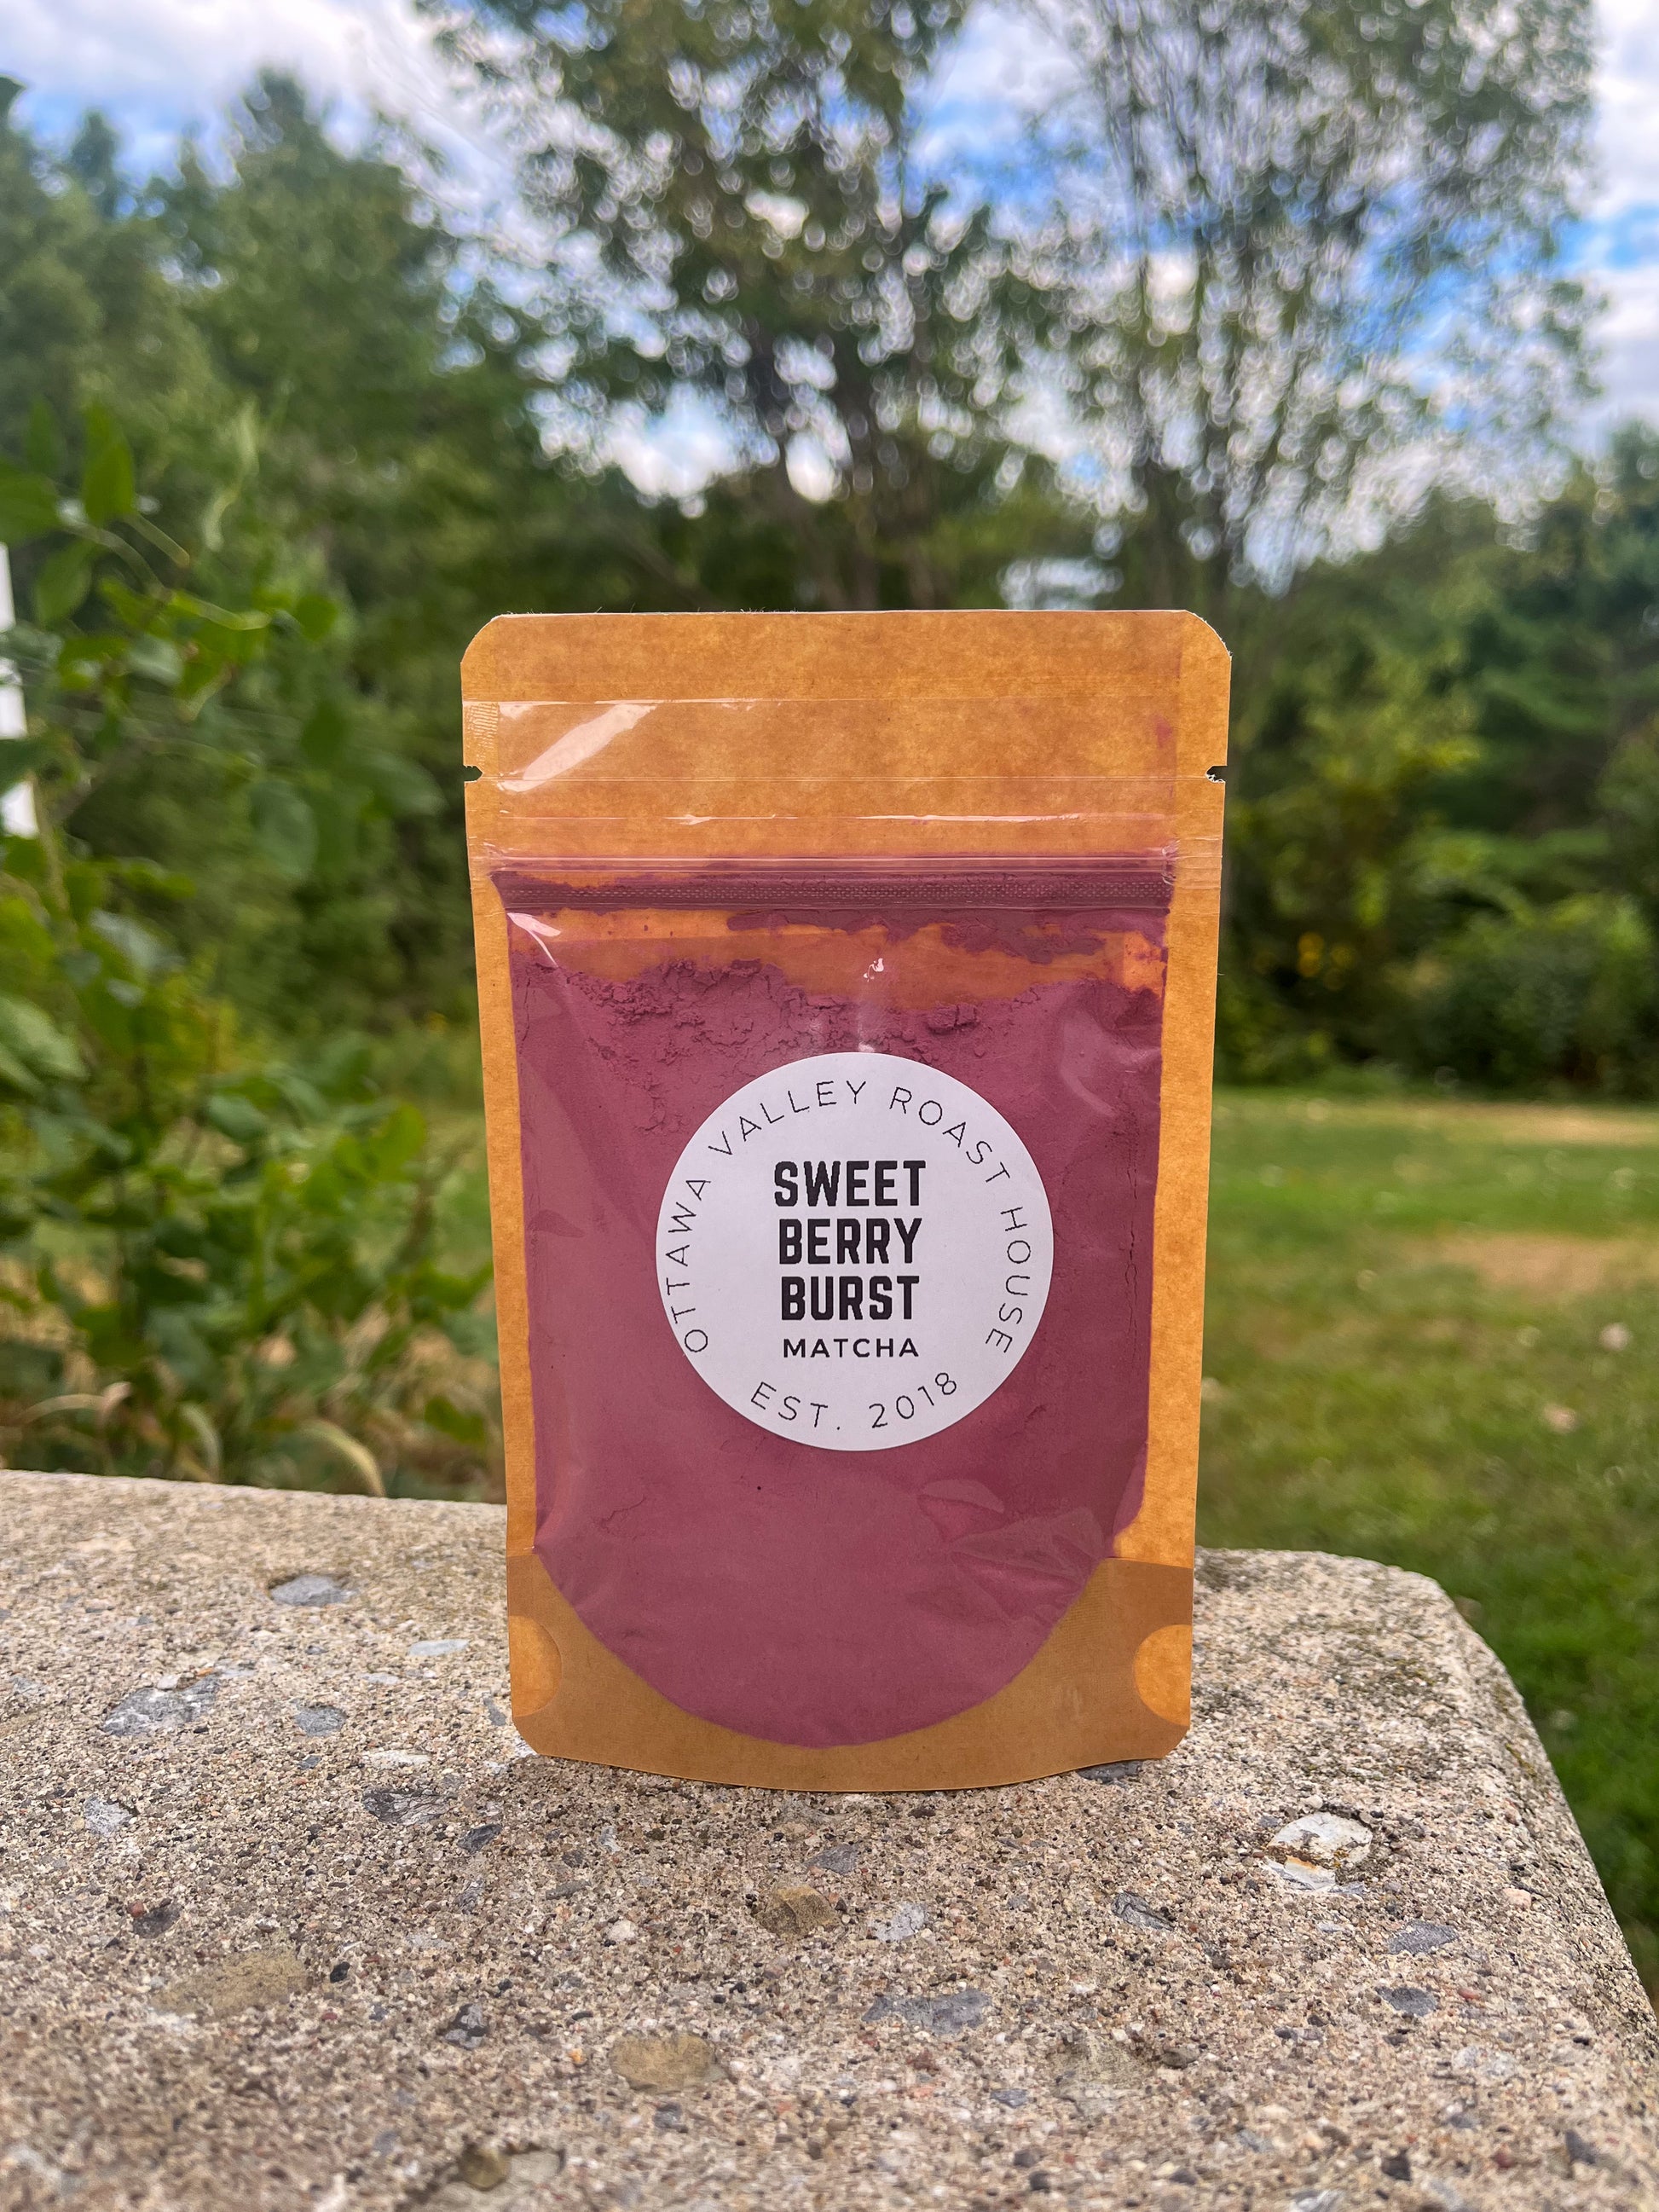 OTTAWA VALLEY ROAST HOUSE
SWEET
BERRY
BURST
MATCHA
EST. 2018